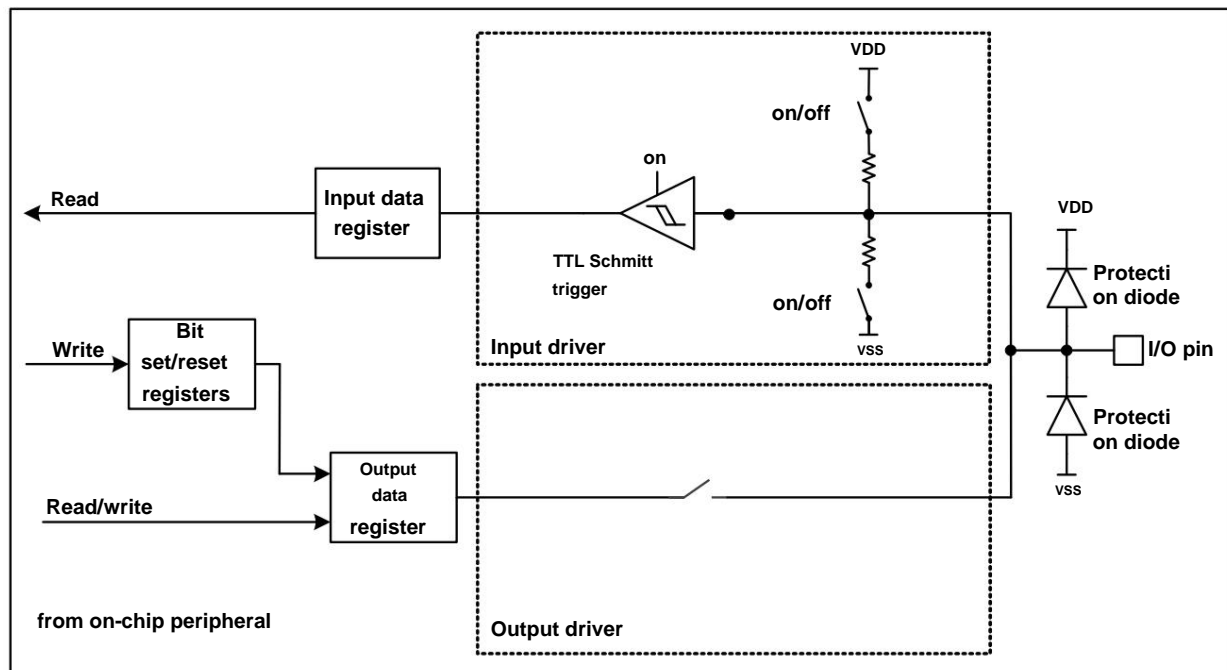 VDD
on/off
on
Read
Input data
register
TTL Schmitt
trigger
on/off
VSS
Input driver
VDD
Protecti
on diode
I/O pin
Protecti
on diode
VSS
Write
Bit
set/reset
registers
Output
data
register
Read/write
from on-chip peripheral
Output driver